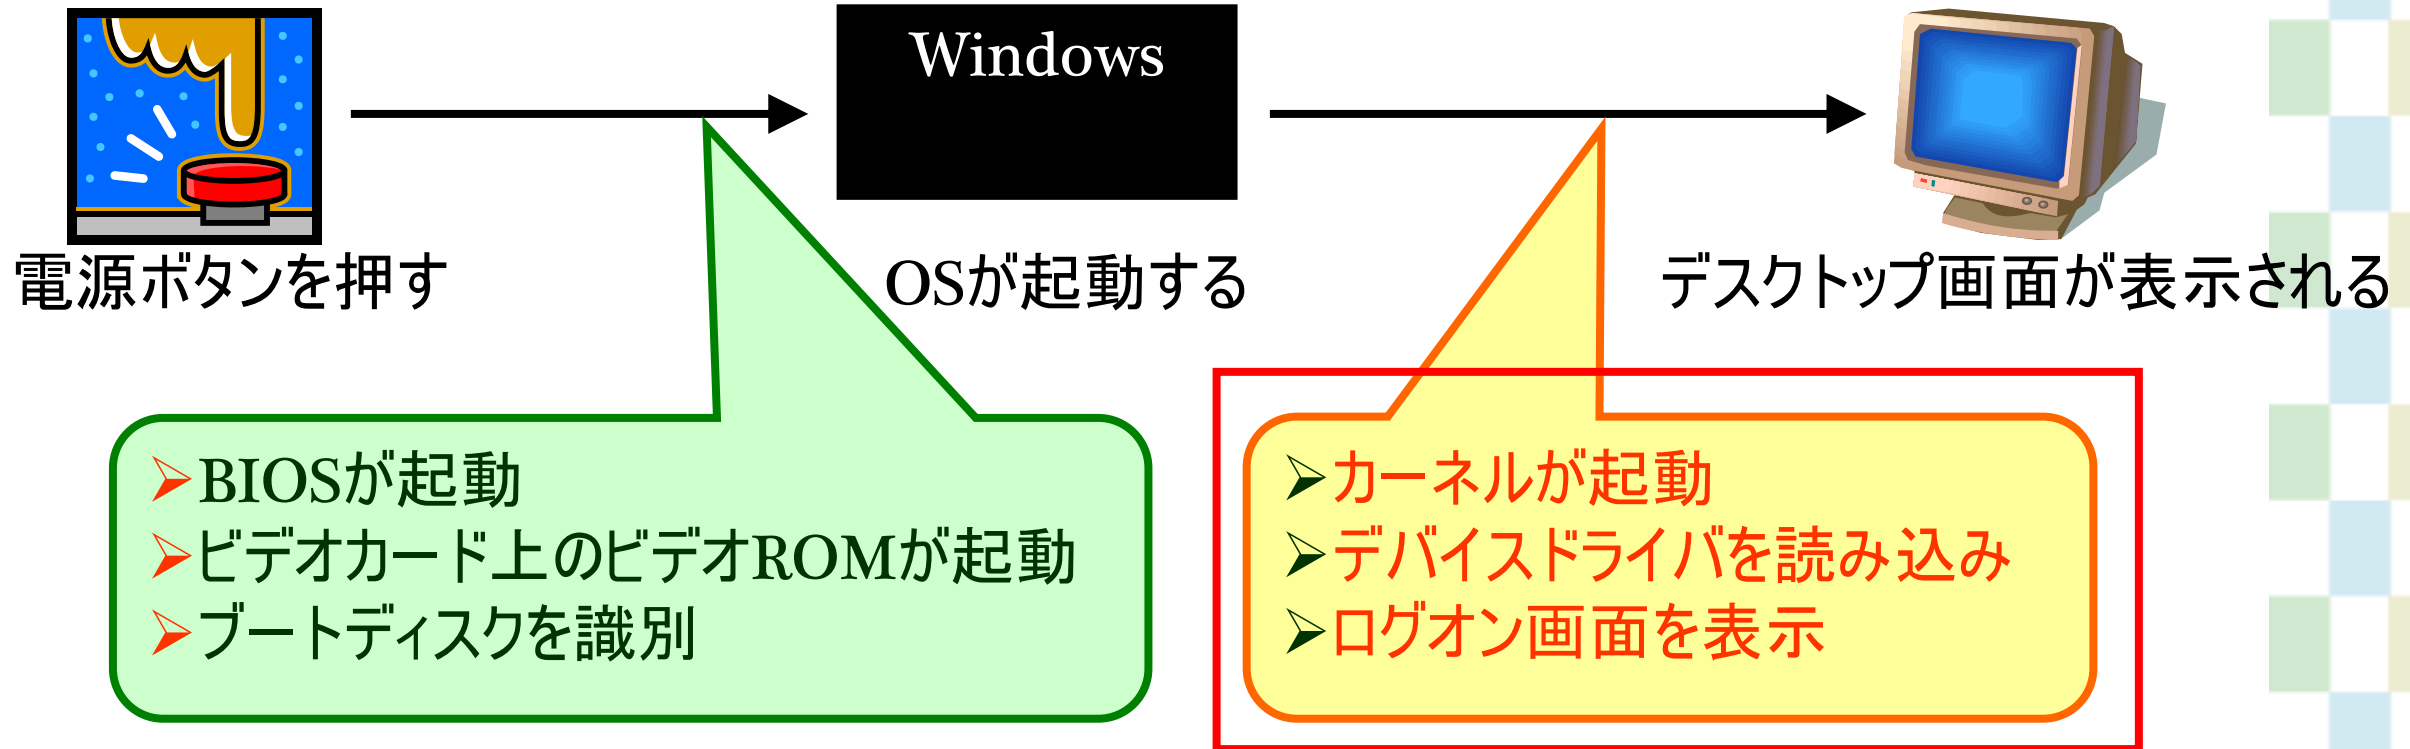 Windows
電源ボタンを押す
OSが起動する
デスクトップ画面が表示される
➢BIOSが起動
➢ビデオカード上のビデオROMが起動
➢ブートディスクを識別
➢カーネルが起動
➢デバイスドライバを読み込み
➢ログオン画面を表示